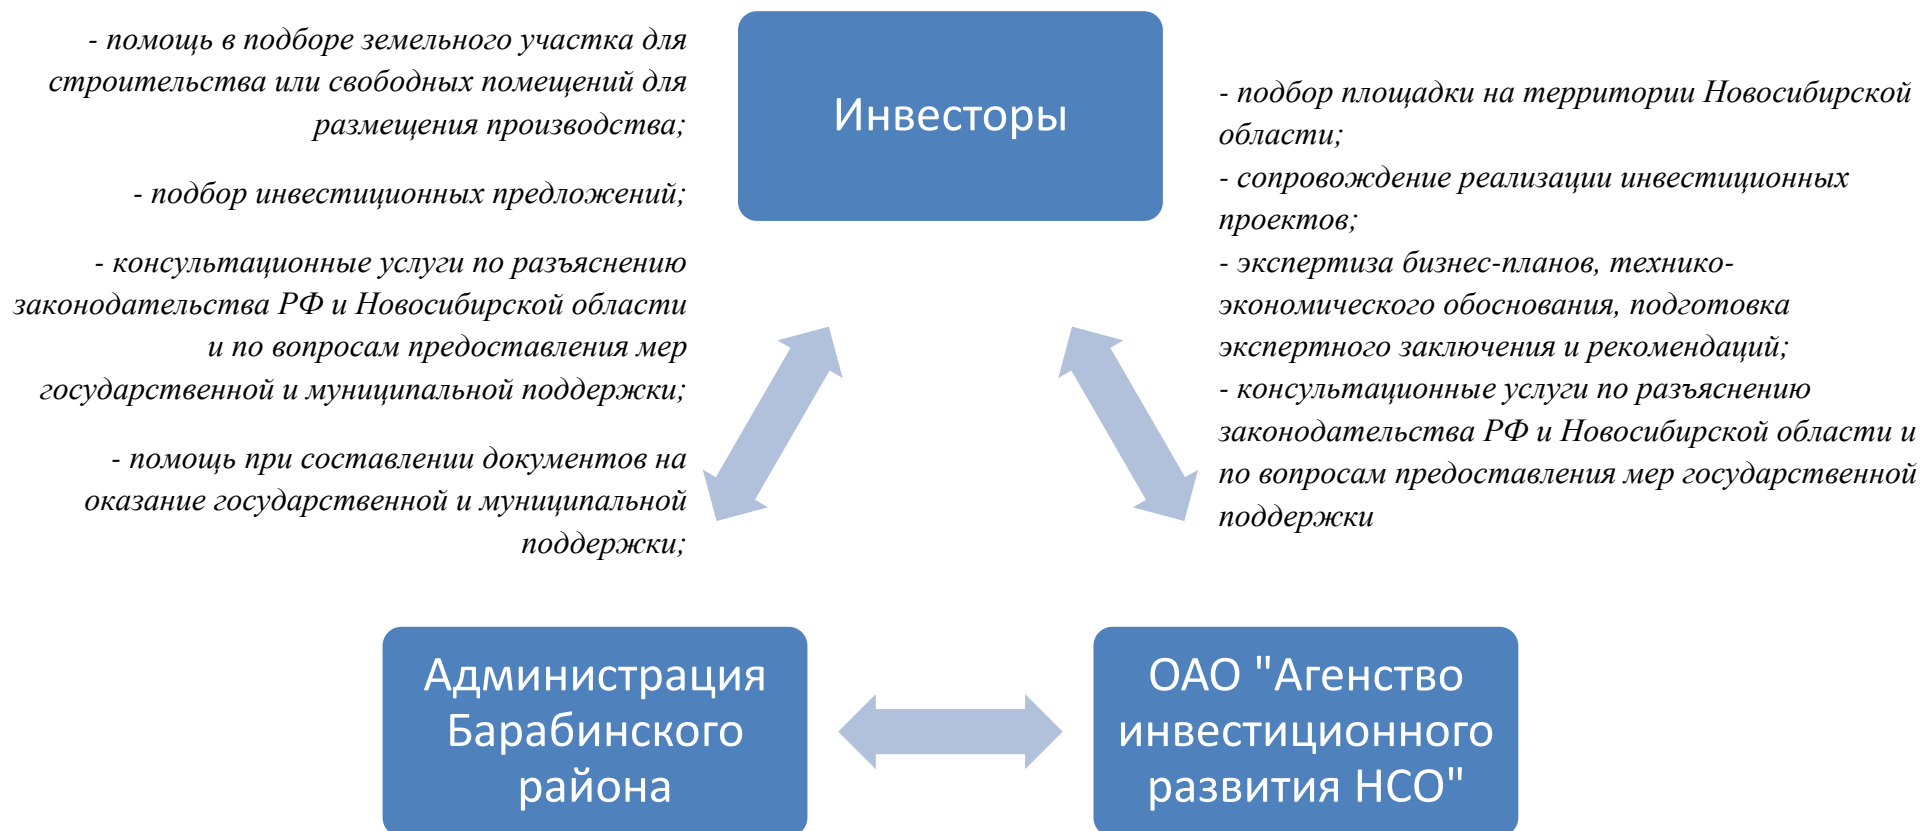 - помощь в подборе земельного участка для
строительства или свободных помещений для
размещения производства;
- подбор инвестиционных предложений;
- консультационные услуги по разъяснению
законодательства РФ и Новосибирской области
и по вопросам предоставления мер
государственной и муниципальной поддержки;
- помощь при составлении документов на
оказание государственной и муниципальной
поддержки;
Инвесторы
- подбор площадки на территории Новосибирской
области;
- сопровождение реализации инвестиционных
проектов;
- экспертиза бизнес-планов, технико-
экономического обоснования, подготовка
экспертного заключения и рекомендаций;
- консультационные услуги по разъяснению
законодательства РФ и Новосибирской области и
по вопросам предоставления мер государственной
поддержки
Администрация
Барабинского
района
ОАО "Агенство
инвестиционного
развития НСО"